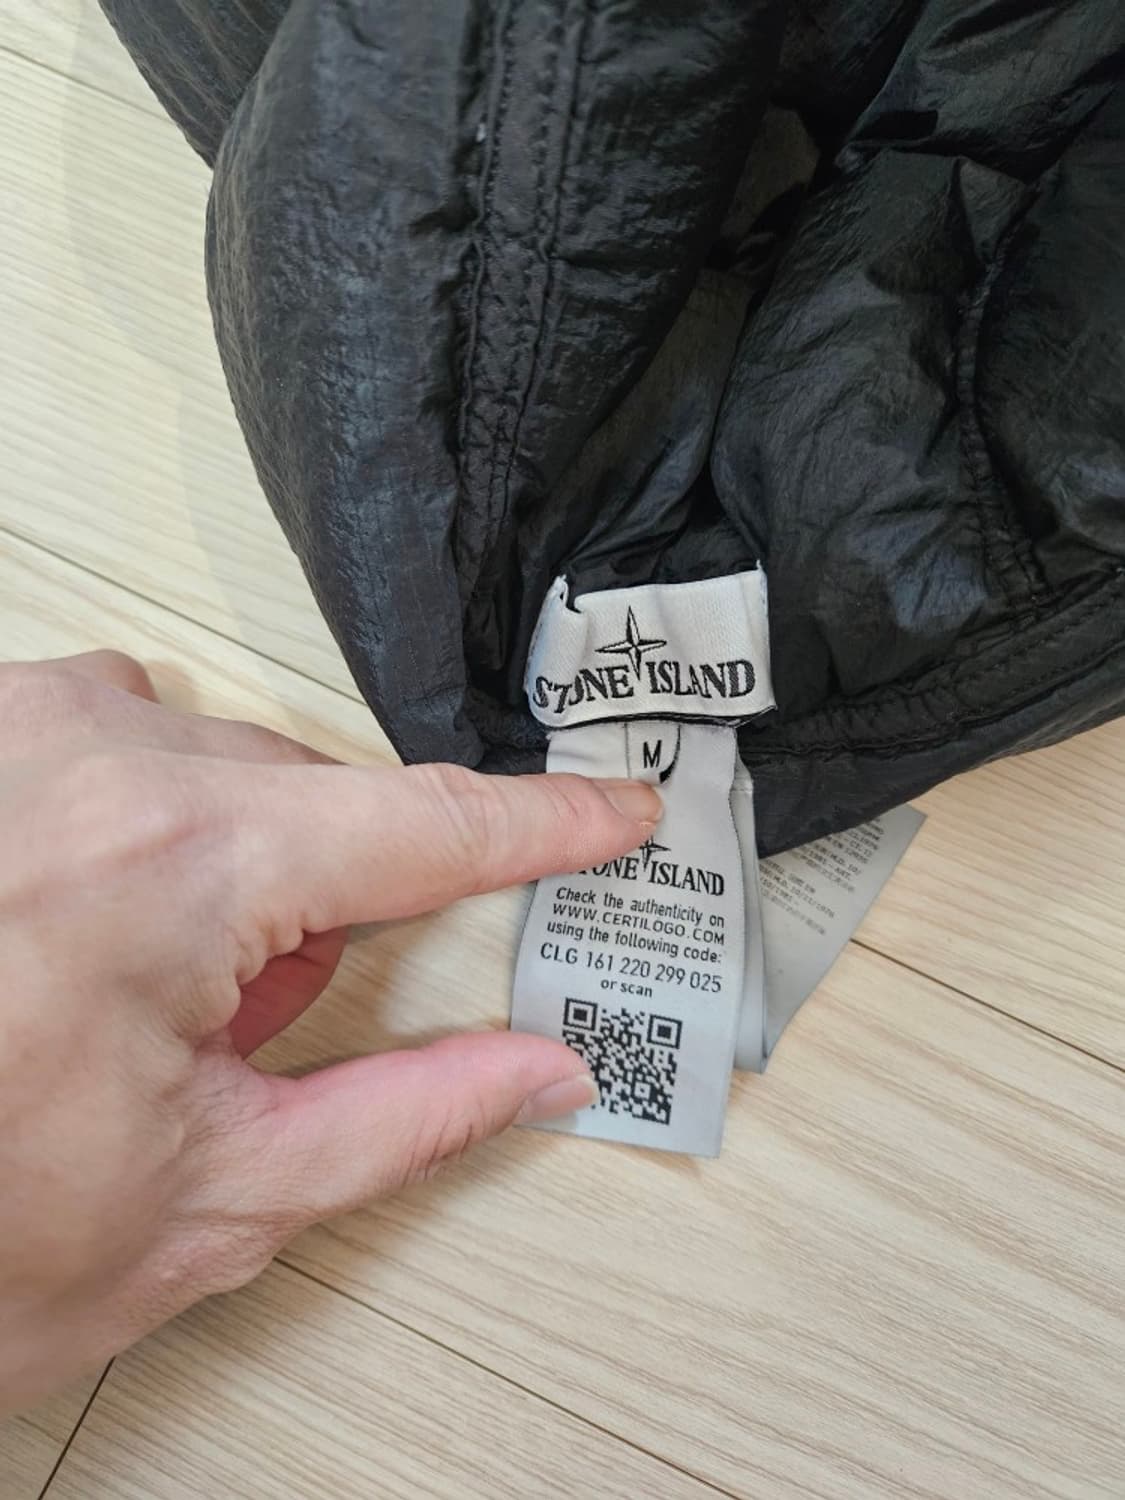 STONE ISLAND
M
STONE ISLAND
Check the authenticity on
WWW.CERTILOGO.COM
using the following code:
CLG 161 220 299 025
or scan